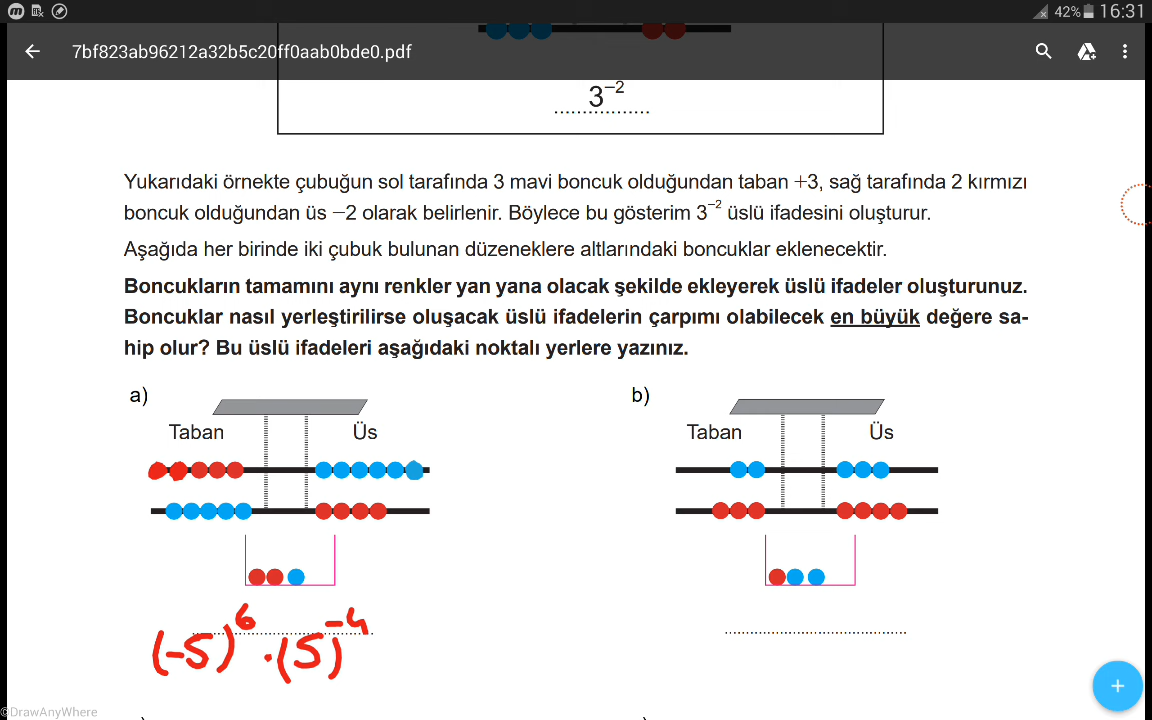 42% 16:31
7bf823ab96212a32b5c20ff0aab0bde0.pdf
3⁻²
Yukarıdaki örnekte çubuğun sol tarafında 3 mavi boncuk olduğundan taban +3, sağ tarafında 2 kırmızı
boncuk olduğundan üs −2 olarak belirlenir. Böylece bu gösterim 3⁻² üslü ifadesini oluşturur.
Aşağıda her birinde iki çubuk bulunan düzeneklere altlarındaki boncuklar eklenecektir.
Boncukların tamamını aynı renkler yan yana olacak şekilde ekleyerek üslü ifadeler oluşturunuz.
Boncuklar nasıl yerleştirilirse oluşacak üslü ifadelerin çarpımı olabilecek en büyük değere sa-
hip olur? Bu üslü ifadeleri aşağıdaki noktalı yerlere yazınız.
a) b)
Taban Üs Taban Üs
(-5)⁶ · (5)⁻⁴
©DrawAnyWhere